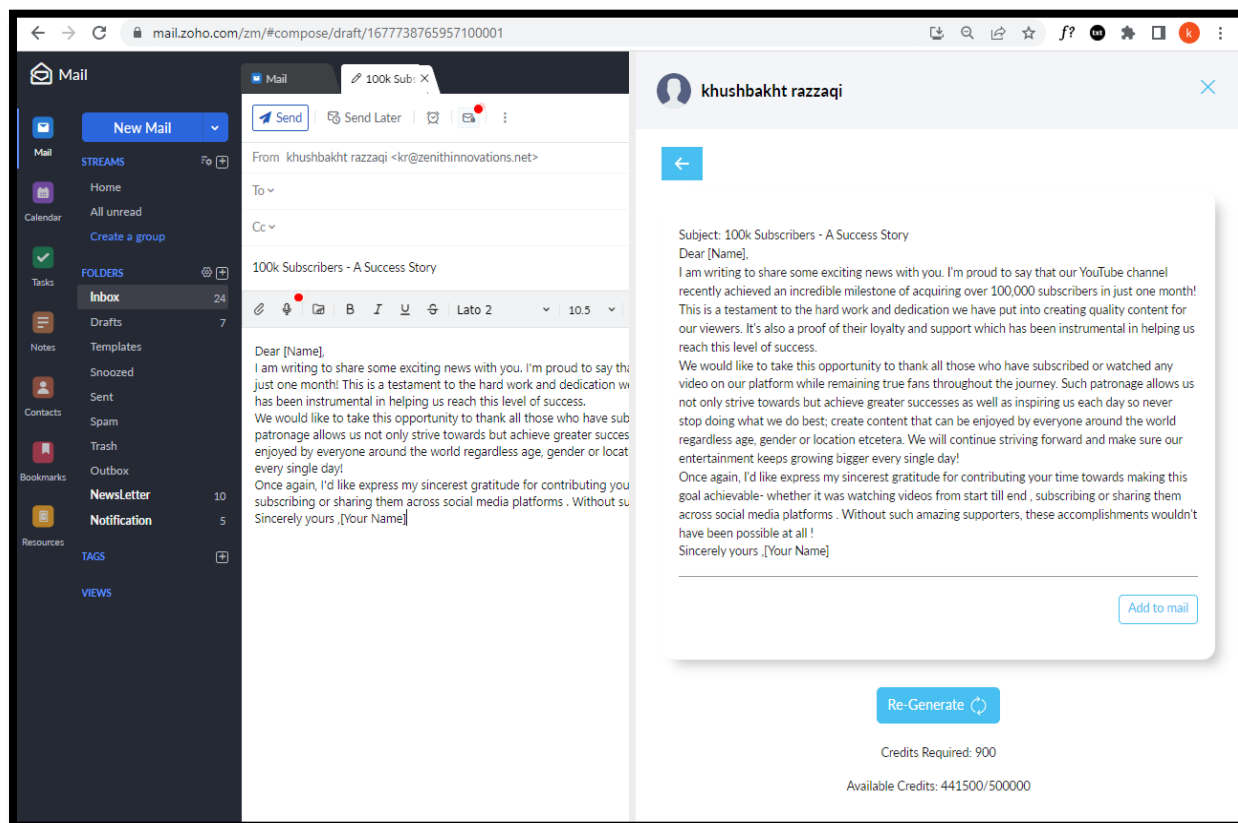 mail.zoho.com/zm/#compose/draft/1677738765957100001
f?
txt
k
Mail
Mail
Calendar
Tasks
Notes
Contacts
Bookmarks
Resources
New Mail
STREAMS
Home
All unread
Create a group
FOLDERS
Inbox 24
Drafts 7
Templates
Snoozed
Sent
Spam
Trash
Outbox
NewsLetter 10
Notification 5
TAGS
VIEWS
Mail
100k Subs
Send
Send Later
From khushbakht razzaqi <kr@zenithinnovations.net>
To
Cc
100k Subscribers - A Success Story
B I U S Lato 2 10.5
Dear [Name],
I am writing to share some exciting news with you. I'm proud to say tha
just one month! This is a testament to the hard work and dedication we
has been instrumental in helping us reach this level of success.
We would like to take this opportunity to thank all those who have sub
patronage allows us not only strive towards but achieve greater succes
enjoyed by everyone around the world regardless age, gender or locat
every single day!
Once again, I'd like express my sincerest gratitude for contributing you
subscribing or sharing them across social media platforms . Without su
Sincerely yours ,[Your Name]
khushbakht razzaqi
Subject: 100k Subscribers - A Success Story
Dear [Name],
I am writing to share some exciting news with you. I'm proud to say that our YouTube channel
recently achieved an incredible milestone of acquiring over 100,000 subscribers in just one month!
This is a testament to the hard work and dedication we have put into creating quality content for
our viewers. It's also a proof of their loyalty and support which has been instrumental in helping us
reach this level of success.
We would like to take this opportunity to thank all those who have subscribed or watched any
video on our platform while remaining true fans throughout the journey. Such patronage allows us
not only strive towards but achieve greater successes as well as inspiring us each day so never
stop doing what we do best; create content that can be enjoyed by everyone around the world
regardless age, gender or location etcetera. We will continue striving forward and make sure our
entertainment keeps growing bigger every single day!
Once again, I'd like express my sincerest gratitude for contributing your time towards making this
goal achievable- whether it was watching videos from start till end , subscribing or sharing them
across social media platforms . Without such amazing supporters, these accomplishments wouldn't
have been possible at all !
Sincerely yours ,[Your Name]
Add to mail
Re-Generate
Credits Required: 900
Available Credits: 441500/500000